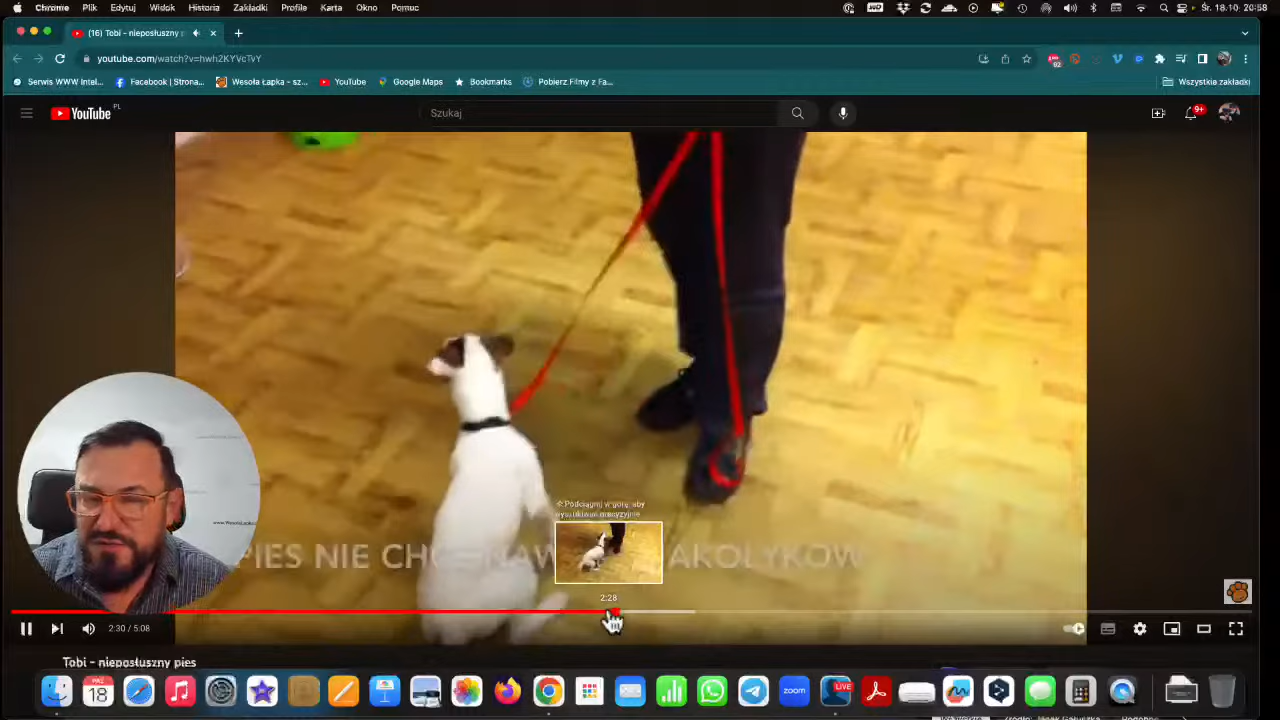 Chrome Plik Edytuj Widok Historia Zakładki Profile Karta Okno Pomoc Śr. 18.10; 20:58
(16) Tobi - nieposłuszny
youtube.com/watch?v=hwh2KYVcTvY
Serwis WWW Intel... Facebook | Strona... Wesoła Łapka - sz... YouTube Google Maps Bookmarks Pobierz Filmy z Fa... Wszystkie zakładki
YouTube PL Szukaj 9+
Podciągnij w górę, aby
PIES NIE
2:28
2:30 / 5:08
Tobi - nieposłuszny pies
PAŹ
18
LIVE
zoom